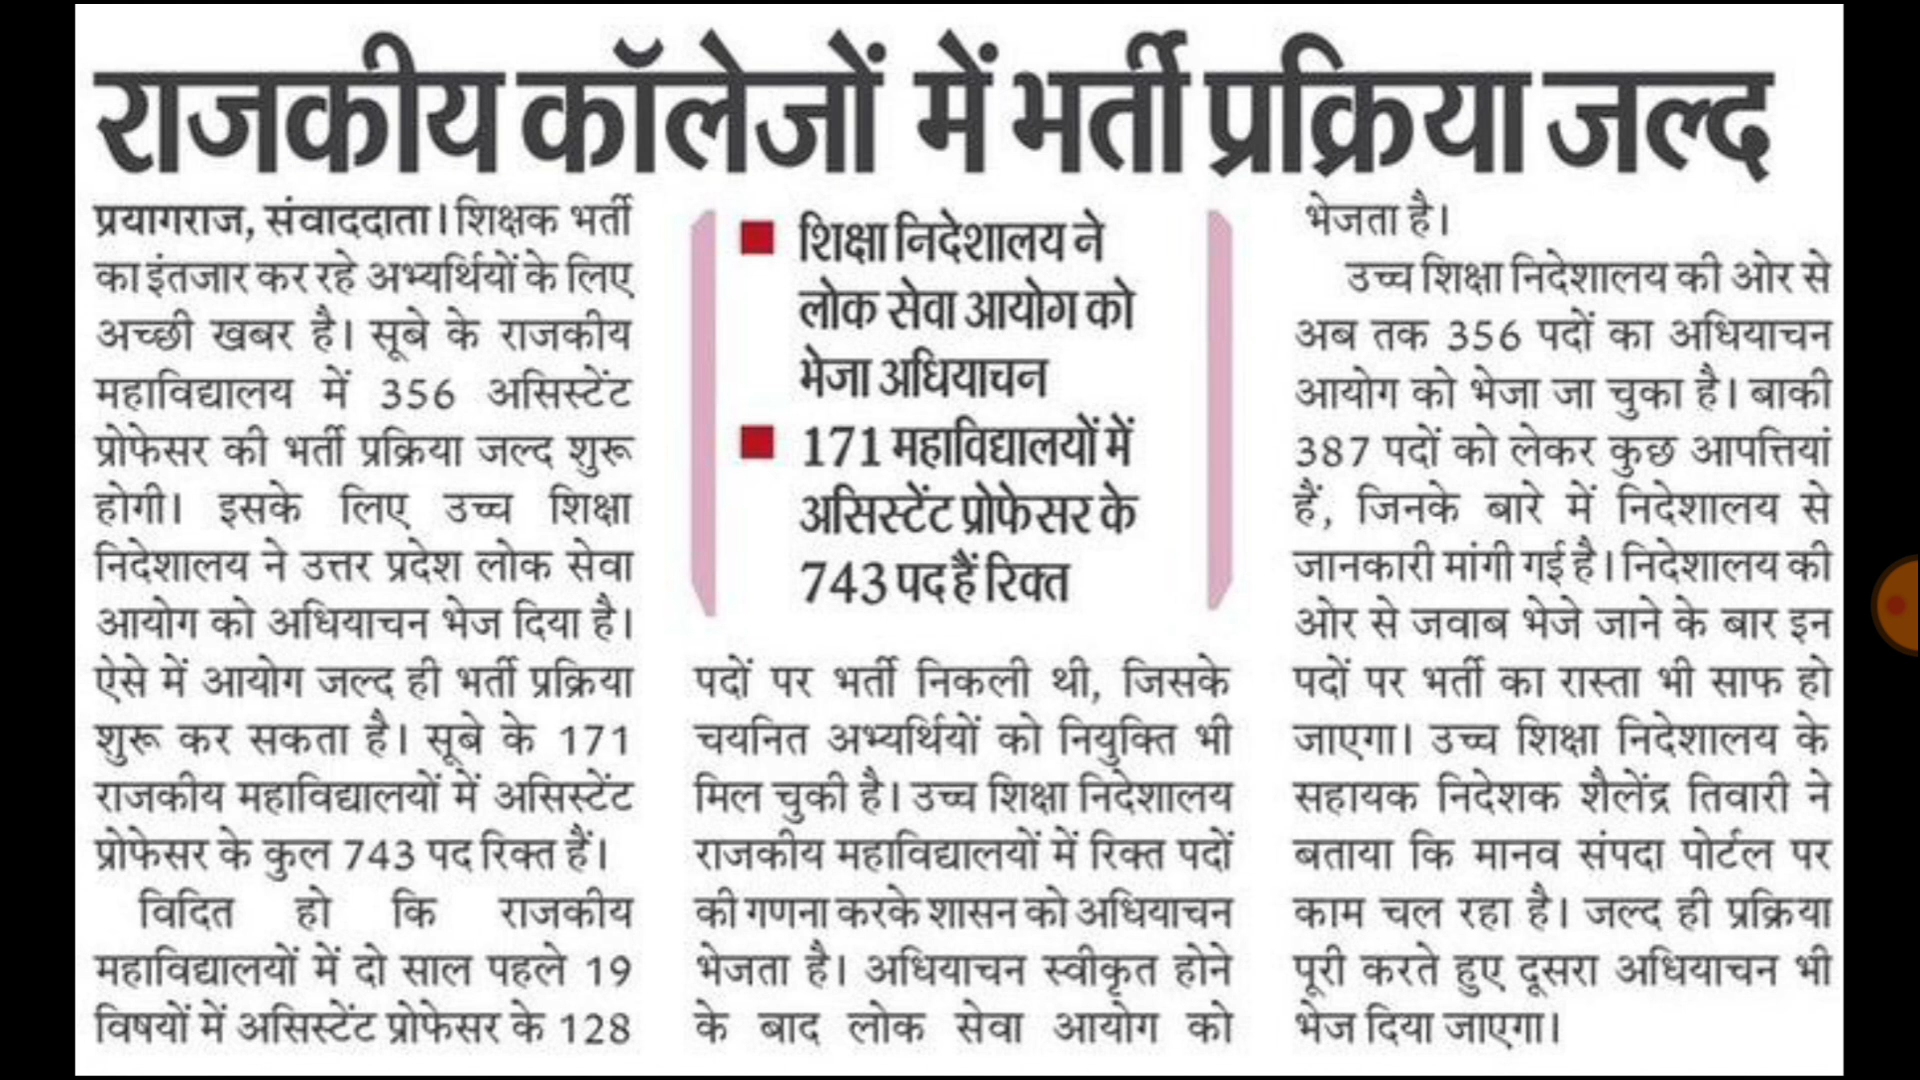 राजकीय कॉलेजों में भर्ती प्रक्रिया जल्द
प्रयागराज, संवाददाता। शिक्षक भर्ती
का इंतजार कर रहे अभ्यर्थियों के लिए
अच्छी खबर है। सूबे के राजकीय
महाविद्यालय में 356 असिस्टेंट
प्रोफेसर की भर्ती प्रक्रिया जल्द शुरू
होगी। इसके लिए उच्च शिक्षा
निदेशालय ने उत्तर प्रदेश लोक सेवा
आयोग को अधियाचन भेज दिया है।
ऐसे में आयोग जल्द ही भर्ती प्रक्रिया
शुरू कर सकता है। सूबे के 171
राजकीय महाविद्यालयों में असिस्टेंट
प्रोफेसर के कुल 743 पद रिक्त हैं।
विदित हो कि राजकीय
महाविद्यालयों में दो साल पहले 19
विषयों में असिस्टेंट प्रोफेसर के 128
शिक्षा निदेशालय ने
लोक सेवा आयोग को
भेजा अधियाचन
171 महाविद्यालयों में
असिस्टेंट प्रोफेसर के
743 पद हैं रिक्त
पदों पर भर्ती निकली थी, जिसके
चयनित अभ्यर्थियों को नियुक्ति भी
मिल चुकी है। उच्च शिक्षा निदेशालय
राजकीय महाविद्यालयों में रिक्त पदों
की गणना करके शासन को अधियाचन
भेजता है। अधियाचन स्वीकृत होने
के बाद लोक सेवा आयोग को
भेजता है।
उच्च शिक्षा निदेशालय की ओर से
अब तक 356 पदों का अधियाचन
आयोग को भेजा जा चुका है। बाकी
387 पदों को लेकर कुछ आपत्तियां
हैं, जिनके बारे में निदेशालय से
जानकारी मांगी गई है। निदेशालय की
ओर से जवाब भेजे जाने के बार इन
पदों पर भर्ती का रास्ता भी साफ हो
जाएगा। उच्च शिक्षा निदेशालय के
सहायक निदेशक शैलेंद्र तिवारी ने
बताया कि मानव संपदा पोर्टल पर
काम चल रहा है। जल्द ही प्रक्रिया
पूरी करते हुए दूसरा अधियाचन भी
भेज दिया जाएगा।